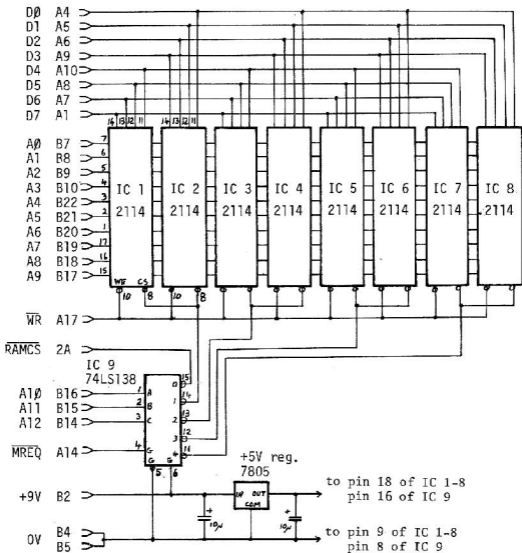 DØ A4
D1 A5
D2 A6
D3 A9
D4 A10
D5 A8
D6 A7
D7 A1
14 13 12 11
14 13 12 11
AØ B7 7
A1 B8 6
A2 B9 5
A3 B10 4
A4 B22 3
A5 B21 2
A6 B20 1
A7 B19 17
A8 B18 16
A9 B17 15
IC 1
2114
IC 2
2114
IC 3
2114
IC 4
2114
IC 5
2114
IC 6
2114
IC 7
2114
IC 8
2114
WE CS
10 8
10 8
WR A17
RAMCS 2A
IC 9
74LS138
A1Ø B16 1 A
A11 B15 2 B
A12 B14 3 C
MREQ A14 4 G
G G
5 6
0 15
1 14
2 13
3 12
4 11
+5V reg.
7805
IN OUT
COM
+9V B2
+
10µ
+
10µ
to pin 18 of IC 1-8
pin 16 of IC 9
0V B4
B5
to pin 9 of IC 1-8
pin 8 of IC 9